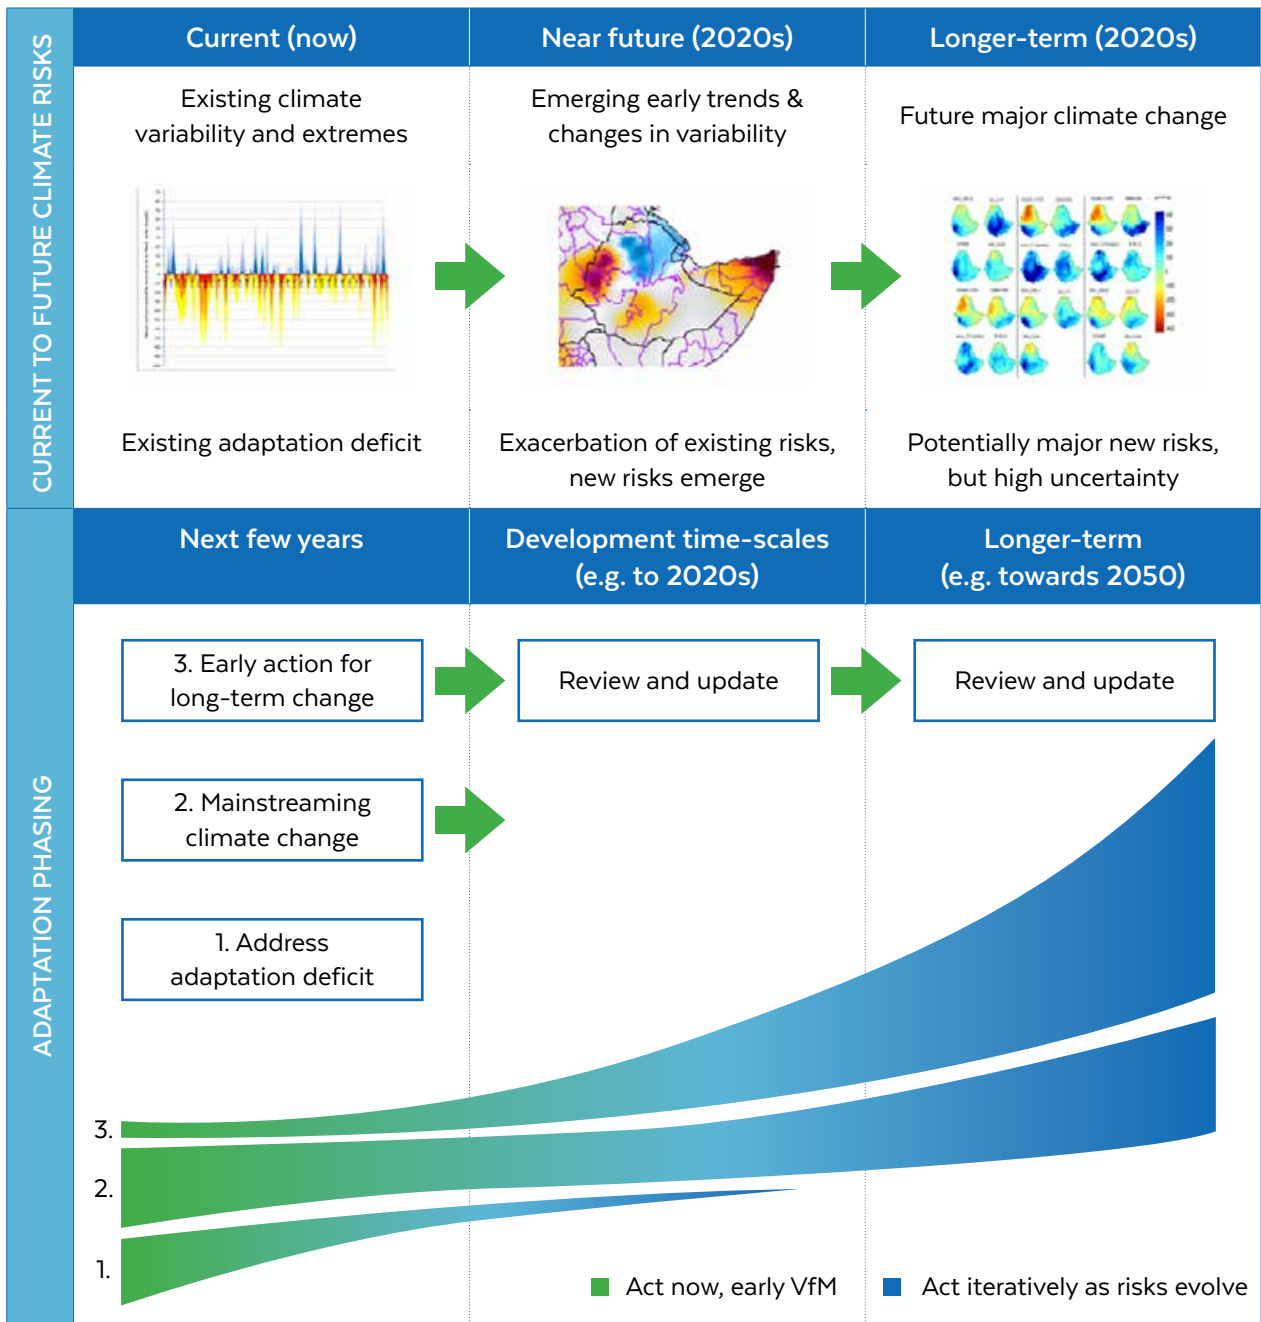 CURRENT TO FUTURE CLIMATE RISKS
Current (now)
Near future (2020s)
Longer-term (2020s)
Existing climate
variability and extremes
Emerging early trends &
changes in variability
Future major climate change
Existing adaptation deficit
Exacerbation of existing risks,
new risks emerge
Potentially major new risks,
but high uncertainty
ADAPTATION PHASING
Next few years
Development time-scales
(e.g. to 2020s)
Longer-term
(e.g. towards 2050)
3. Early action for
long-term change
Review and update
Review and update
2. Mainstreaming
climate change
1. Address
adaptation deficit
3.
2.
1.
Act now, early VfM
Act iteratively as risks evolve